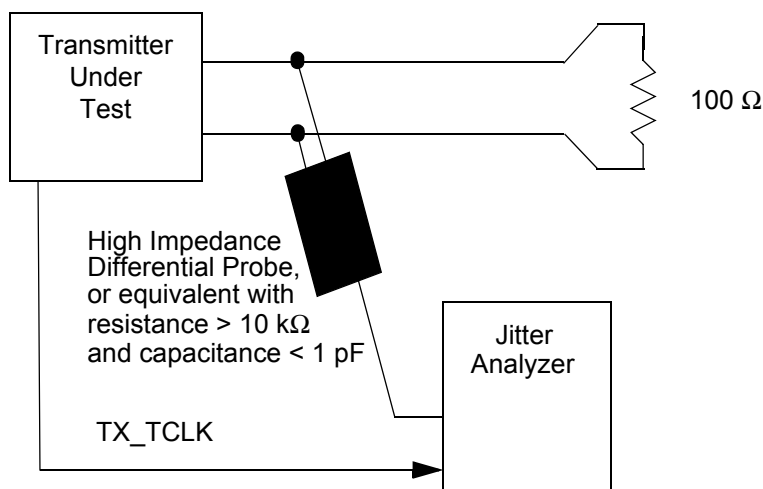 Transmitter
Under
Test
100 Ω
High Impedance
Differential Probe,
or equivalent with
resistance > 10 kΩ
and capacitance < 1 pF
Jitter
Analyzer
TX_TCLK